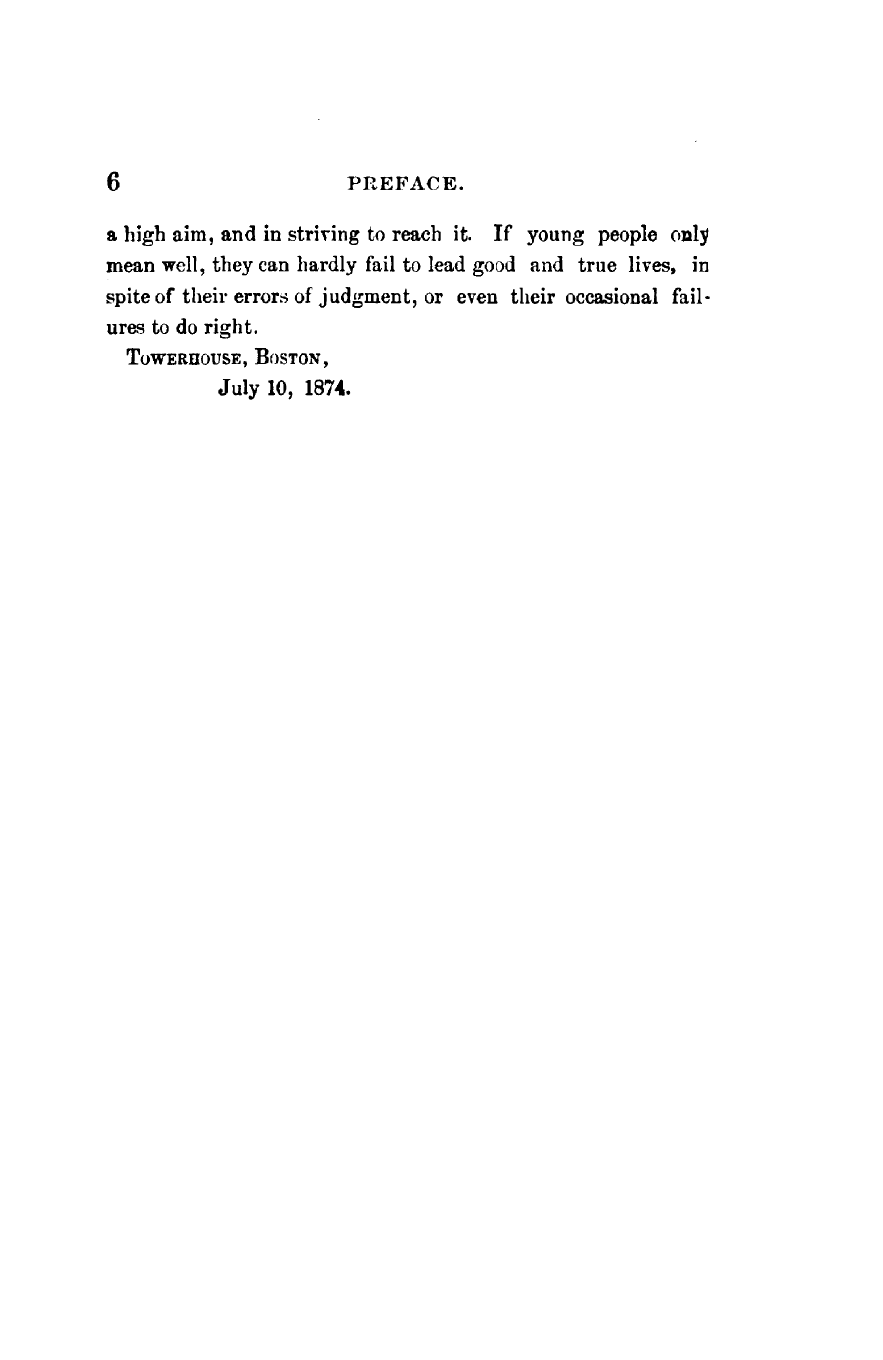 6 PREFACE.
a high aim, and in striving to reach it. If young people only
mean well, they can hardly fail to lead good and true lives, in
spite of their errors of judgment, or even their occasional fail-
ures to do right.
TOWERHOUSE, BOSTON,
July 10, 1874.